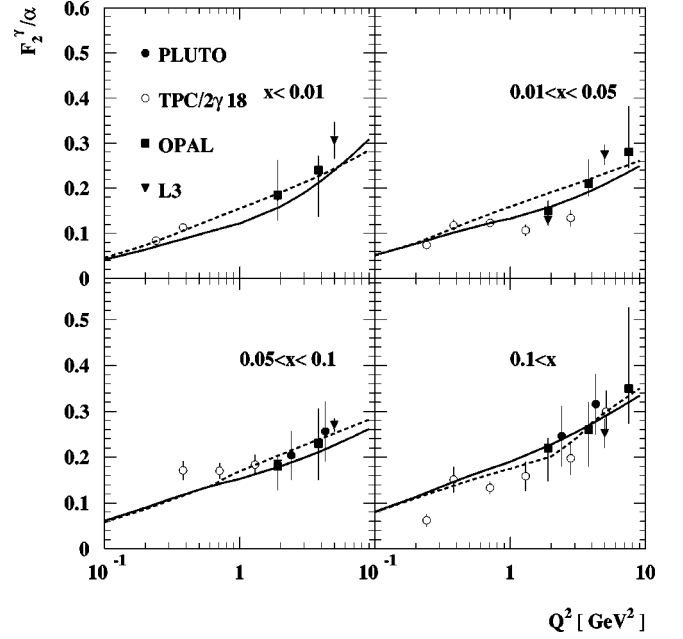 F₂^γ/α
0.6
0.5
0.4
0.3
0.2
0.1
0
PLUTO
TPC/2γ 18
OPAL
L3
x< 0.01
0.01<x< 0.05
0.5
0.4
0.3
0.2
0.1
0
0.05<x< 0.1
0.1<x
10⁻¹
1
10
10⁻¹
1
10
Q² [ GeV² ]